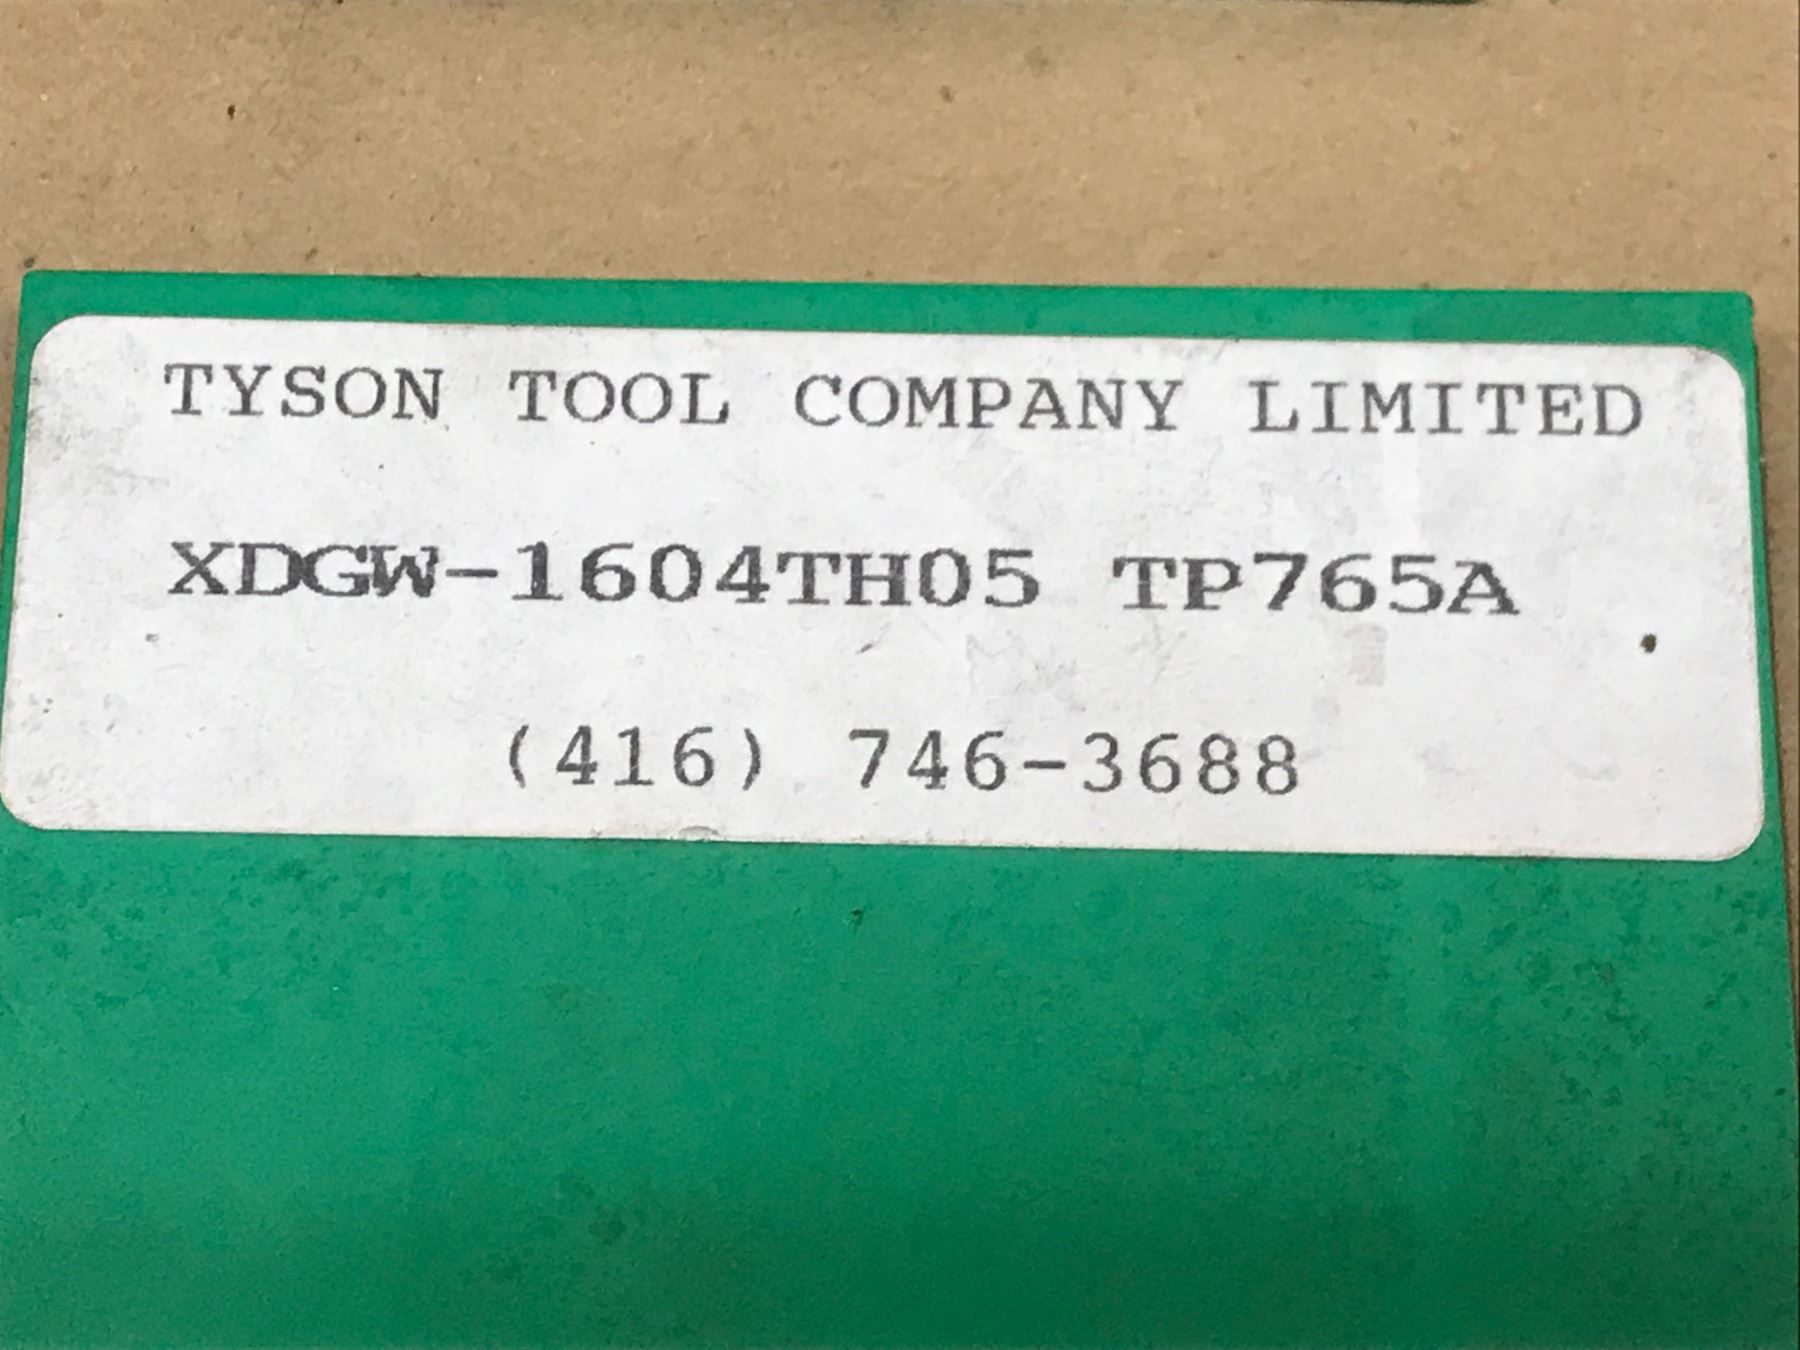 TYSON TOOL COMPANY LIMITED
XDGW-1604TH05 TP765A
(416) 746-3688